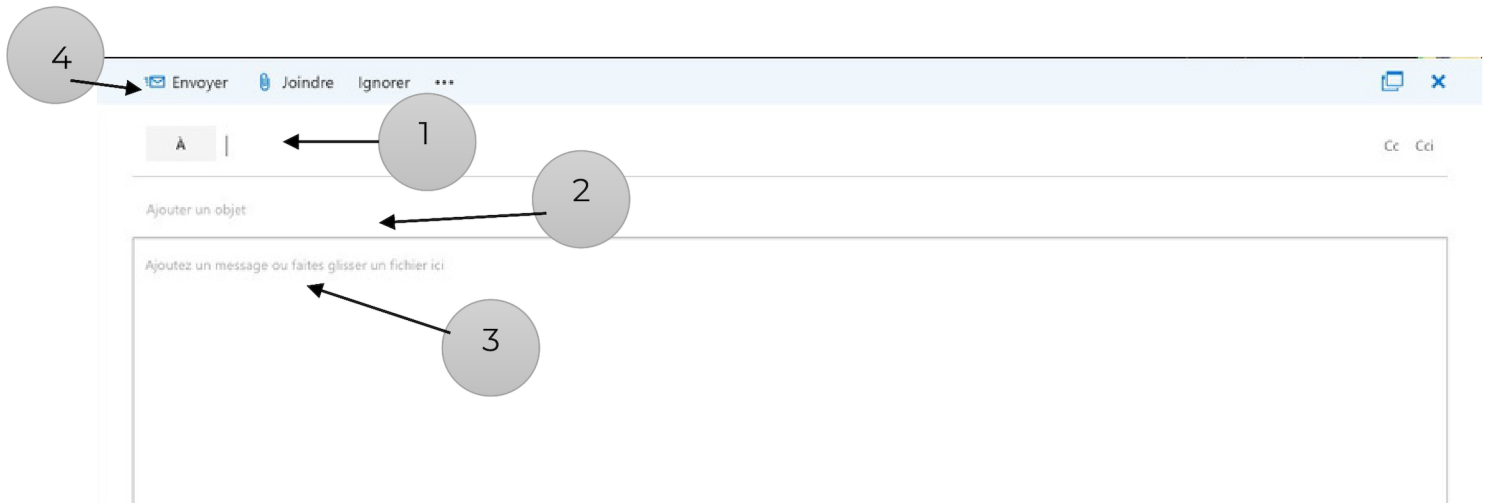 4
Envoyer Joindre Ignorer •••
1
À Cc Cci
2
Ajouter un objet
Ajoutez un message ou faites glisser un fichier ici
3